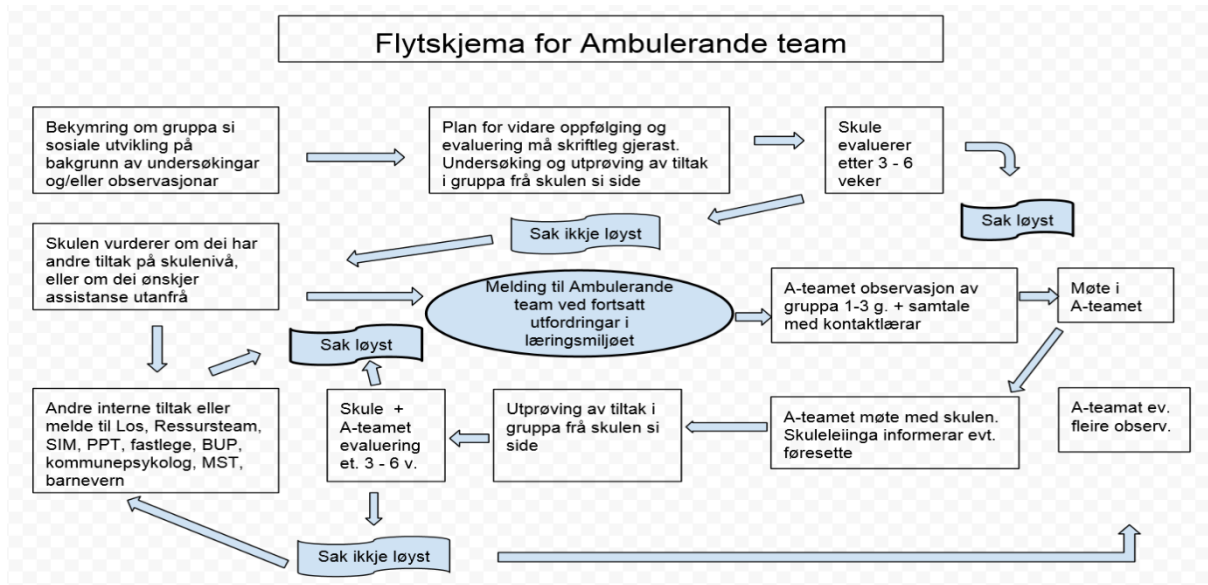 Flytskjema for Ambulerande team
Bekymring om gruppa si
sosiale utvikling på
bakgrunn av undersøkingar
og/eller observasjonar
Plan for vidare oppfølging og
evaluering må skriftleg gjerast.
Undersøking og utprøving av tiltak
i gruppa frå skulen si side
Skule
evaluerer
etter 3 - 6
veker
Sak løyst
Sak ikkje løyst
Skulen vurderer om dei har
andre tiltak på skulenivå,
eller om dei ønskjer
assistanse utanfrå
Melding til Ambulerande
team ved fortsatt
utfordringar i
læringsmiljøet
A-teamet observasjon av
gruppa 1-3 g. + samtale
med kontaktlærar
Møte i
A-teamet
Sak løyst
Andre interne tiltak eller
melde til Los, Ressursteam,
SIM, PPT, fastlege, BUP,
kommunepsykolog, MST,
barnevern
Skule +
A-teamet
evaluering
et. 3 - 6 v.
Utprøving av tiltak i
gruppa frå skulen si
side
A-teamet møte med skulen.
Skuleleiinga informerar evt.
føresette
A-teamat ev.
fleire observ.
Sak ikkje løyst